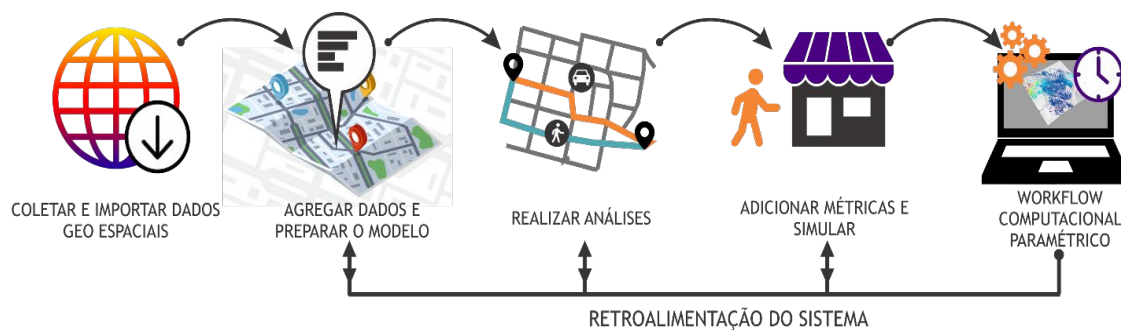 COLETAR E IMPORTAR DADOS
GEO ESPACIAIS
AGREGAR DADOS E
PREPARAR O MODELO
REALIZAR ANÁLISES
ADICIONAR MÉTRICAS E
SIMULAR
WORKFLOW
COMPUTACIONAL
PARAMÉTRICO
RETROALIMENTAÇÃO DO SISTEMA